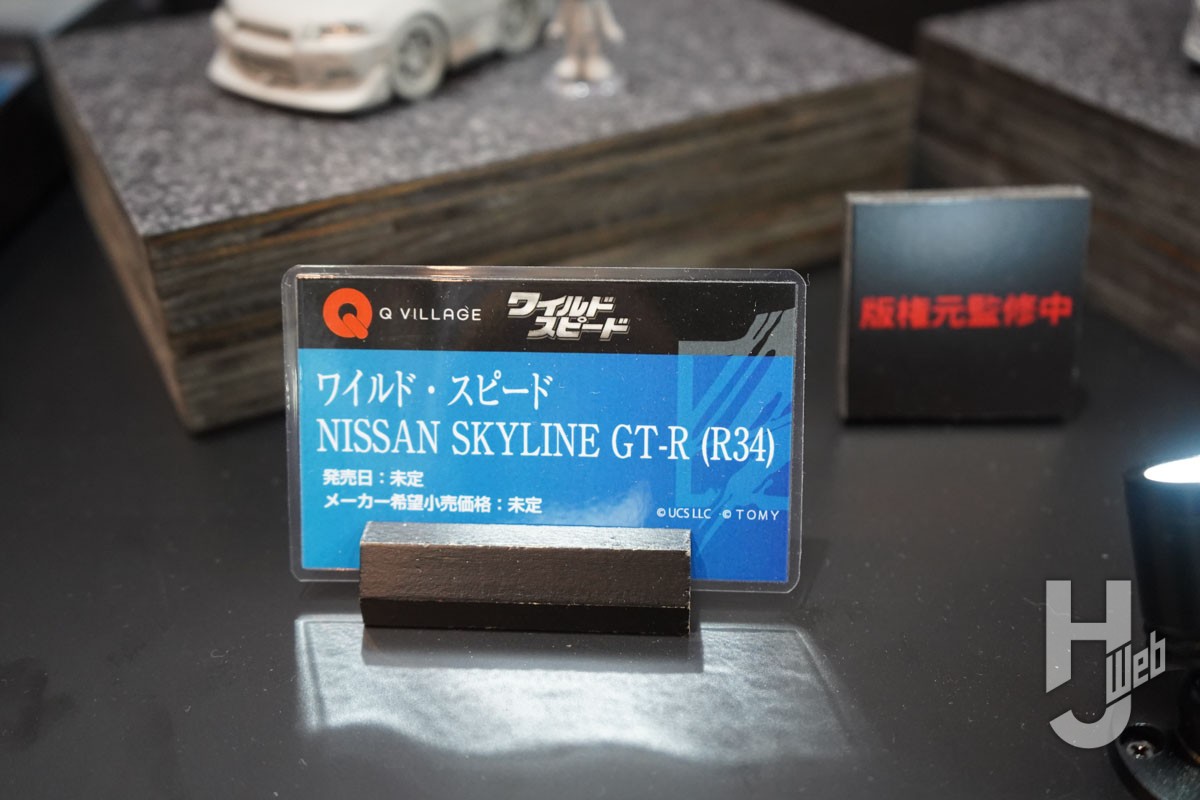 Q VILLAGE
ワイルド
スピード
ワイルド・スピード
NISSAN SKYLINE GT-R (R34)
発売日：未定
メーカー希望小売価格：未定
© UCS LLC © TOMY
版権元監修中
HJ Web